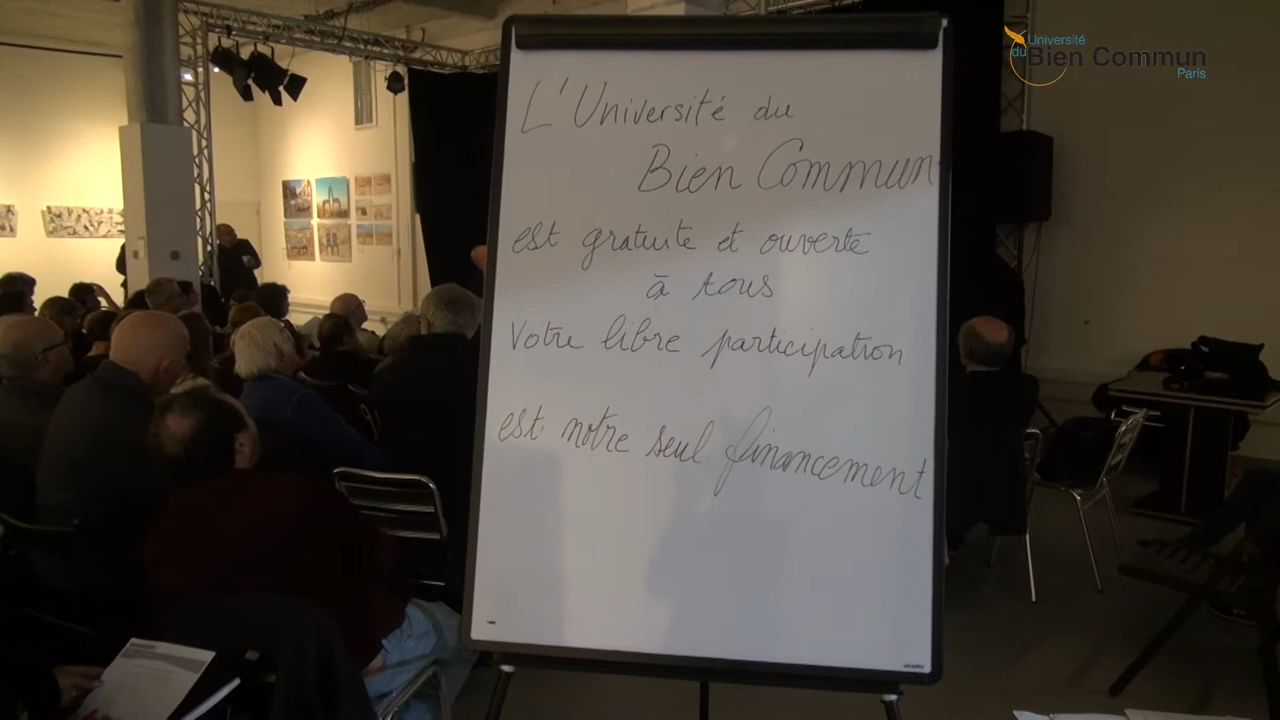 L'Université du
Bien Commun
est gratuite et ouverte
à tous
Votre libre participation
est notre seul financement
Université
du Bien Commun
Paris